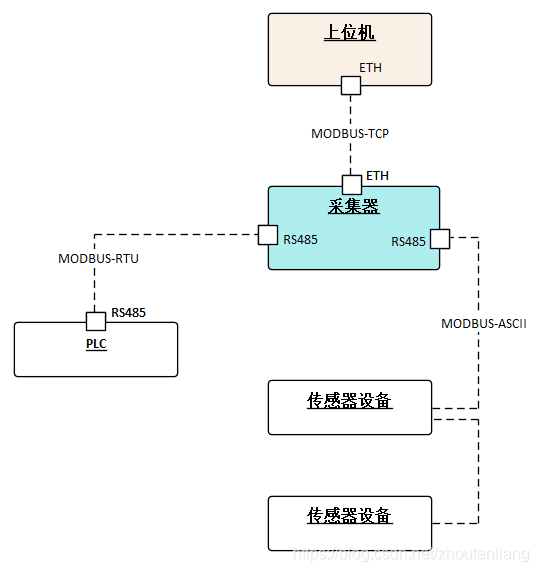 上位机
ETH
MODBUS-TCP
ETH
采集器
RS485
RS485
MODBUS-RTU
RS485
PLC
MODBUS-ASCII
传感器设备
传感器设备
https://blog.csdn.net/zhoutanliang